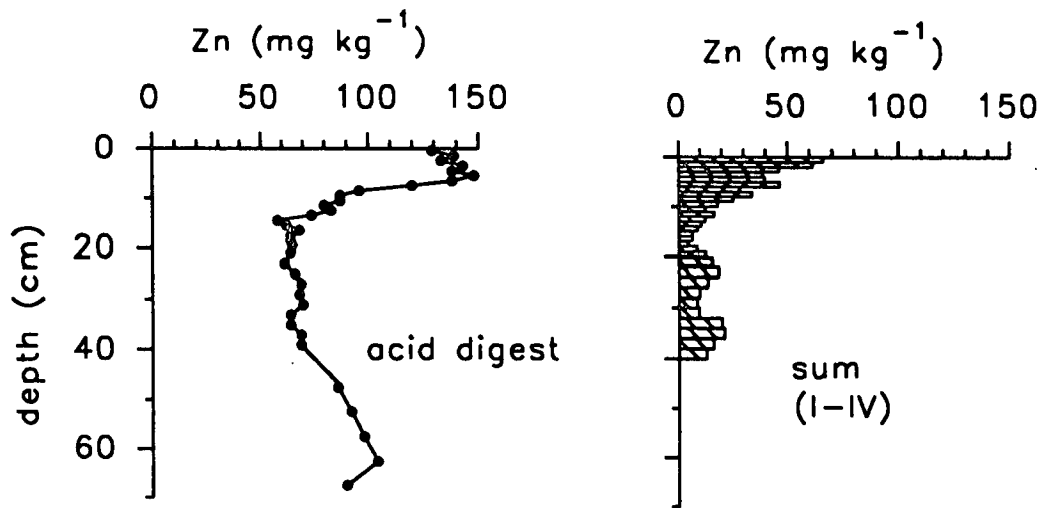 Zn (mg kg⁻¹)
0 50 100 150
0
20
40
60
depth (cm)
acid digest
Zn (mg kg⁻¹)
0 50 100 150
sum
(I–IV)